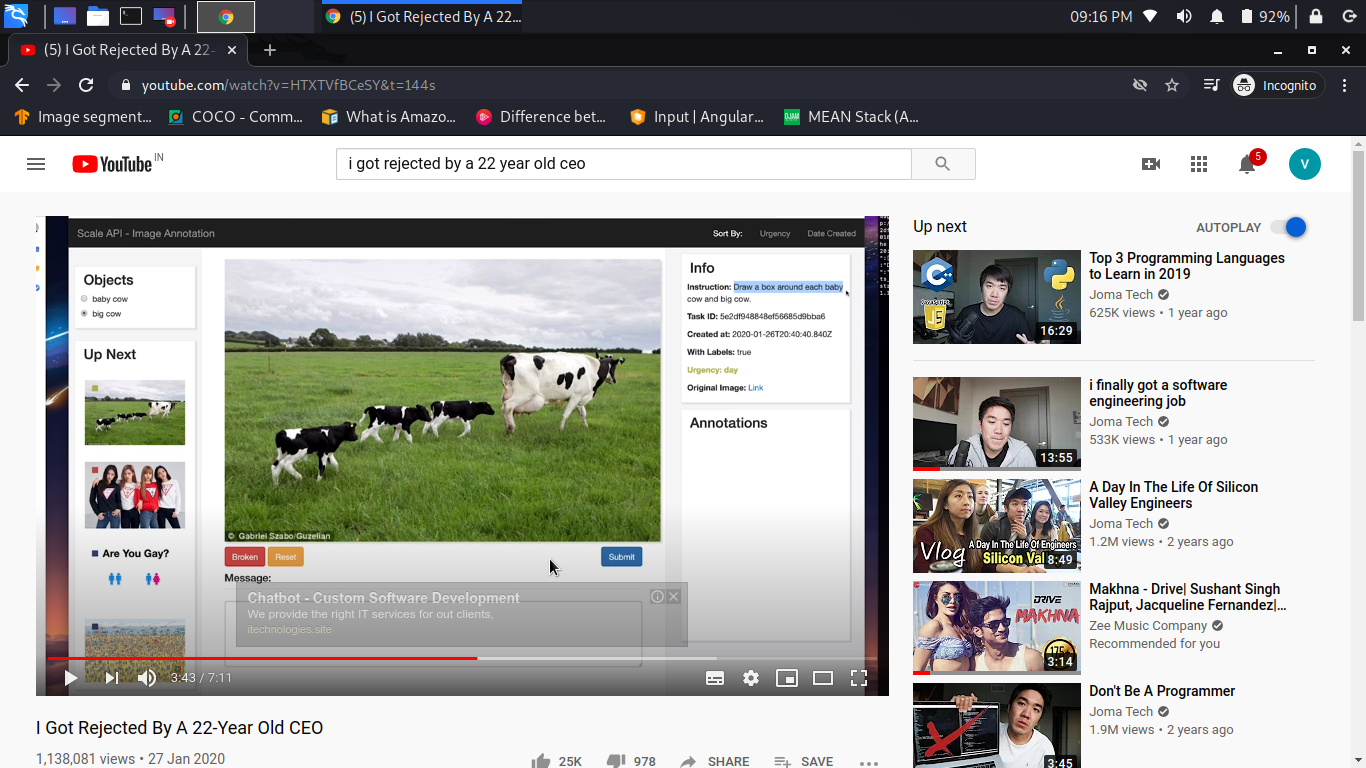 (5) I Got Rejected By A 22...
09:16 PM
92%
(5) I Got Rejected By A 22-
youtube.com/watch?v=HTXTVfBCeSY&t=144s
Incognito
Image segment...
COCO - Comm...
What is Amazo...
Difference bet...
Input | Angular...
MEAN Stack (A...
YouTube IN
i got rejected by a 22 year old ceo
5
V
Scale API - Image Annotation
Sort By:
Urgency
Date Created
Objects
baby cow
big cow
Up Next
Are You Gay?
© Gabriel Szabo/Guzelian
Broken
Reset
Submit
Message:
Info
Instruction: Draw a box around each baby
cow and big cow.
Task ID: 5e2df948848ef56685d9bba6
Created at: 2020-01-26T20:40:40.840Z
With Labels: true
Urgency: day
Original Image: Link
Annotations
Chatbot - Custom Software Development
We provide the right IT services for out clients,
itechnologies.site
3:43 / 7:11
I Got Rejected By A 22-Year Old CEO
1,138,081 views • 27 Jan 2020
25K
978
SHARE
SAVE
Up next
AUTOPLAY
JavaScript
JS
16:29
Top 3 Programming Languages
to Learn in 2019
Joma Tech
625K views • 1 year ago
13:55
i finally got a software
engineering job
Joma Tech
533K views • 1 year ago
Vlog
A Day In The Life Of Engineers
Silicon Val
8:49
A Day In The Life Of Silicon
Valley Engineers
Joma Tech
1.2M views • 2 years ago
DRIVE
MAKHNA
3:14
Makhna - Drive| Sushant Singh
Rajput, Jacqueline Fernandez|...
Zee Music Company
Recommended for you
3:45
Don't Be A Programmer
Joma Tech
1.9M views • 2 years ago